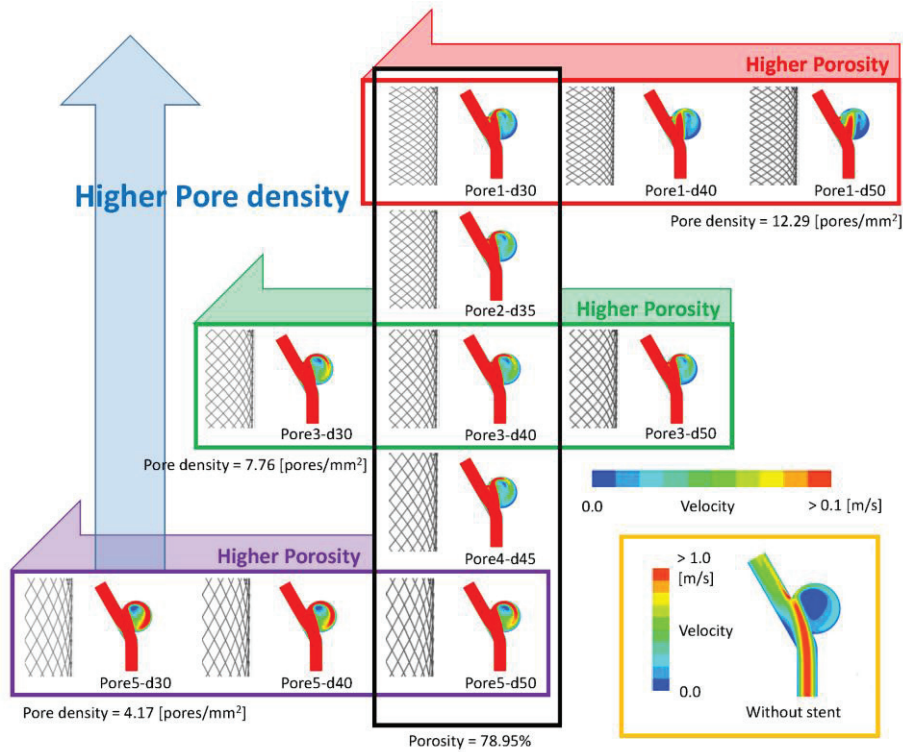 Higher Porosity
Pore1-d30
Pore1-d40
Pore1-d50
Higher Pore density
Pore density = 12.29 [pores/mm²]
Pore2-d35
Higher Porosity
Pore3-d30
Pore3-d40
Pore3-d50
Pore density = 7.76 [pores/mm²]
0.0
Velocity
> 0.1 [m/s]
Pore4-d45
Higher Porosity
Pore5-d30
Pore5-d40
Pore5-d50
> 1.0
[m/s]
Velocity
0.0
Without stent
Pore density = 4.17 [pores/mm²]
Porosity = 78.95%